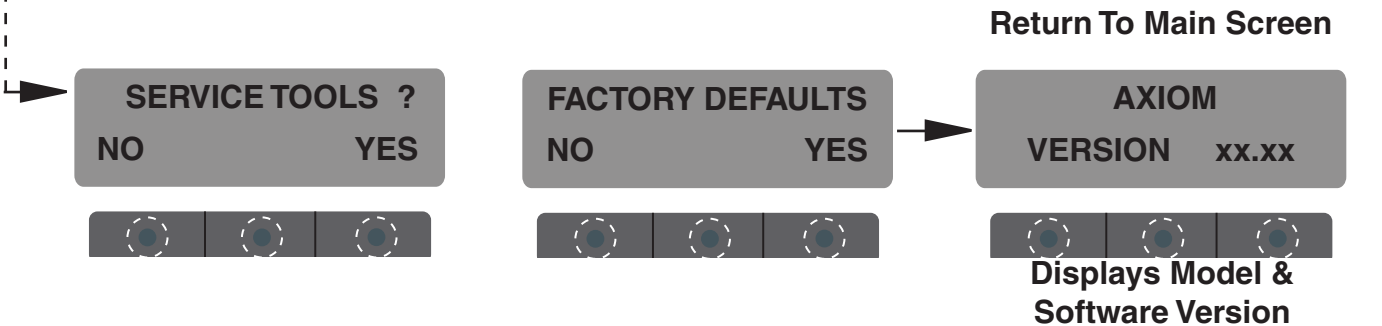 Return To Main Screen
SERVICE TOOLS ?
NO YES
FACTORY DEFAULTS
NO YES
AXIOM
VERSION xx.xx
Displays Model &
Software Version